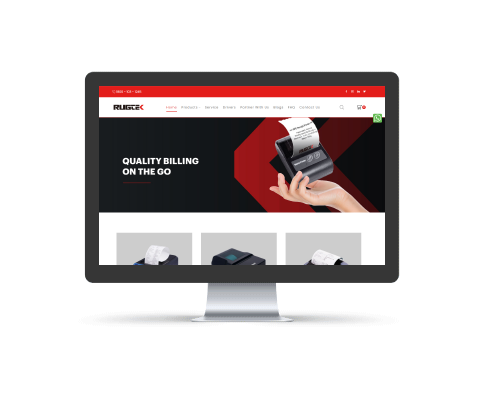 RUGTEK
Home Products Service Drivers Partner With Us Blogs FAQ Contact Us
QUALITY BILLING
ON THE GO